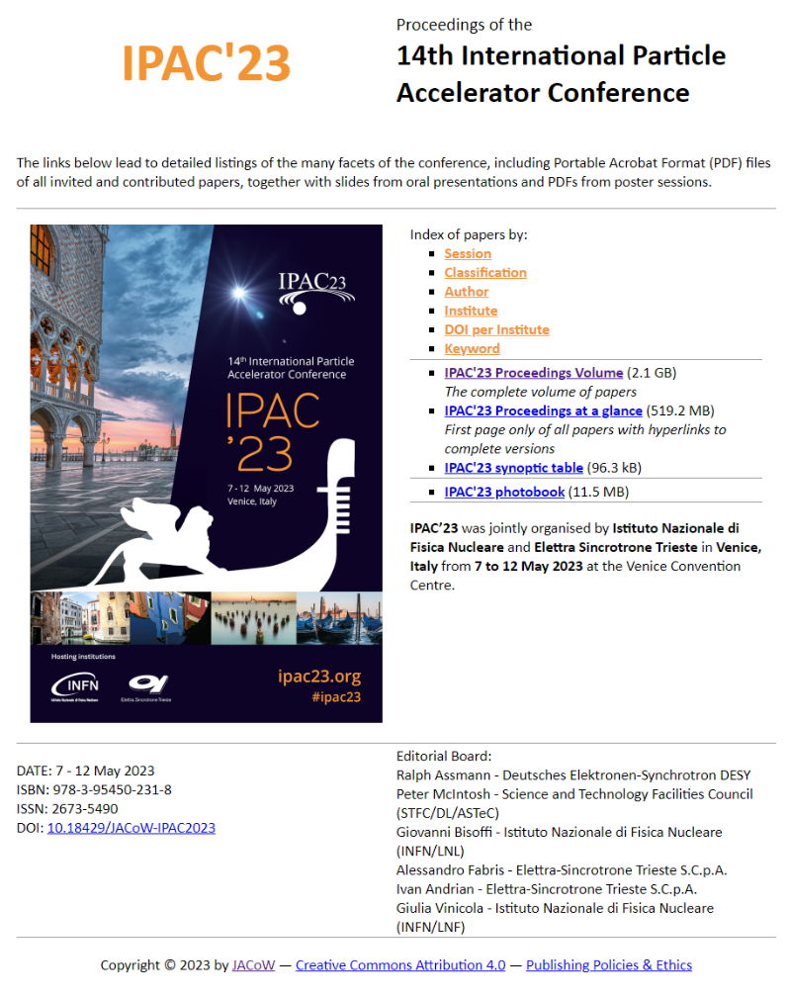 IPAC'23
Proceedings of the
14th International Particle
Accelerator Conference
The links below lead to detailed listings of the many facets of the conference, including Portable Acrobat Format (PDF) files
of all invited and contributed papers, together with slides from oral presentations and PDFs from poster sessions.
IPAC23
14th International Particle
Accelerator Conference
IPAC
'23
7 - 12 May 2023
Venice, Italy
Hosting institutions
INFN
Istituto Nazionale di Fisica Nucleare
Elettra Sincrotrone Trieste
ipac23.org
#ipac23
Index of papers by:
Session
Classification
Author
Institute
DOI per Institute
Keyword
IPAC'23 Proceedings Volume (2.1 GB)
The complete volume of papers
IPAC'23 Proceedings at a glance (519.2 MB)
First page only of all papers with hyperlinks to
complete versions
IPAC'23 synoptic table (96.3 kB)
IPAC'23 photobook (11.5 MB)
IPAC’23 was jointly organised by Istituto Nazionale di
Fisica Nucleare and Elettra Sincrotrone Trieste in Venice,
Italy from 7 to 12 May 2023 at the Venice Convention
Centre.
DATE: 7 - 12 May 2023
ISBN: 978-3-95450-231-8
ISSN: 2673-5490
DOI: 10.18429/JACoW-IPAC2023
Editorial Board:
Ralph Assmann - Deutsches Elektronen-Synchrotron DESY
Peter McIntosh - Science and Technology Facilities Council
(STFC/DL/ASTeC)
Giovanni Bisoffi - Istituto Nazionale di Fisica Nucleare
(INFN/LNL)
Alessandro Fabris - Elettra-Sincrotrone Trieste S.C.p.A.
Ivan Andrian - Elettra-Sincrotrone Trieste S.C.p.A.
Giulia Vinicola - Istituto Nazionale di Fisica Nucleare
(INFN/LNF)
Copyright © 2023 by JACoW — Creative Commons Attribution 4.0 — Publishing Policies & Ethics